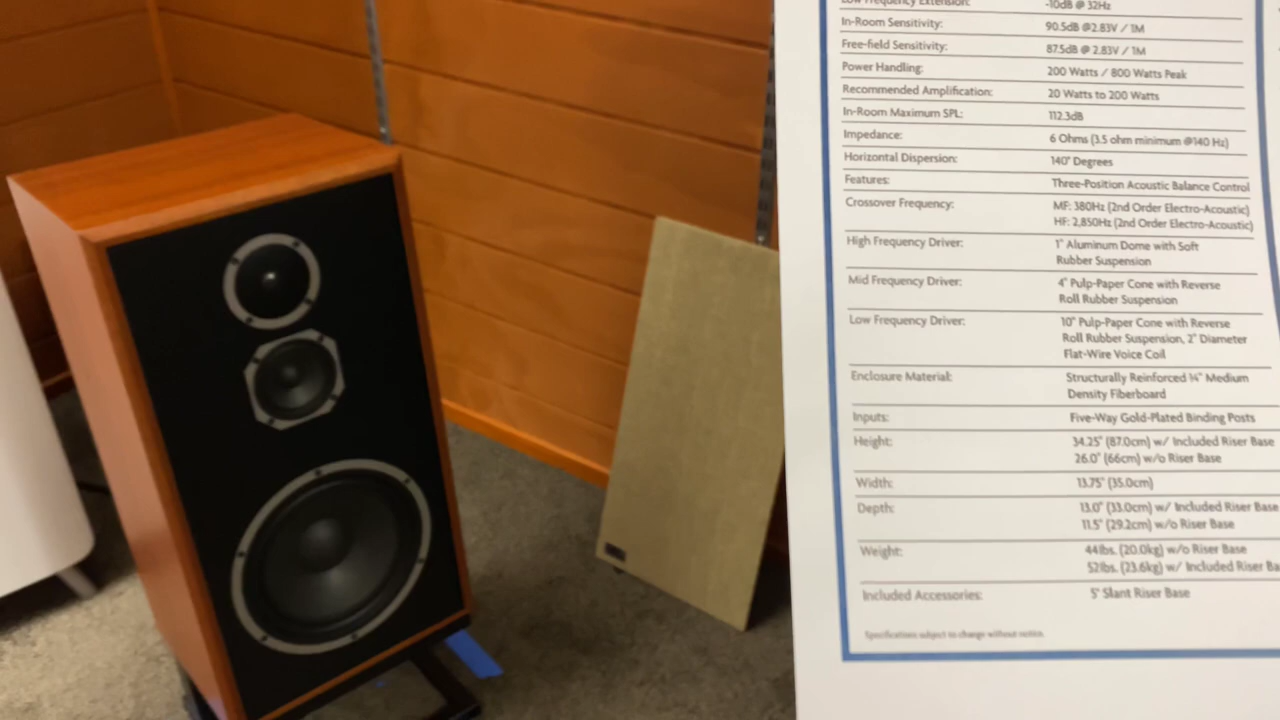 Low Frequency Extension: -10dB @ 32Hz
In-Room Sensitivity: 90.5dB @2.83V / 1M
Free-field Sensitivity: 87.5dB @ 2.83V / 1M
Power Handling: 200 Watts / 800 Watts Peak
Recommended Amplification: 20 Watts to 200 Watts
In-Room Maximum SPL: 112.3dB
Impedance: 6 Ohms (3.5 ohm minimum @140 Hz)
Horizontal Dispersion: 140° Degrees
Features: Three-Position Acoustic Balance Control
Crossover Frequency: MF: 380Hz (2nd Order Electro-Acoustic)
HF: 2,850Hz (2nd Order Electro-Acoustic)
High Frequency Driver: 1" Aluminum Dome with Soft
Rubber Suspension
Mid Frequency Driver: 4" Pulp-Paper Cone with Reverse
Roll Rubber Suspension
Low Frequency Driver: 10" Pulp-Paper Cone with Reverse
Roll Rubber Suspension, 2" Diameter
Flat-Wire Voice Coil
Enclosure Material: Structurally Reinforced ¾" Medium
Density Fiberboard
Inputs: Five-Way Gold-Plated Binding Posts
Height: 34.25" (87.0cm) w/ Included Riser Base
26.0" (66cm) w/o Riser Base
Width: 13.75" (35.0cm)
Depth: 13.0" (33.0cm) w/ Included Riser Base
11.5" (29.2cm) w/o Riser Base
Weight: 44lbs. (20.0kg) w/o Riser Base
52lbs. (23.6kg) w/ Included Riser Ba
Included Accessories: 5° Slant Riser Base
Specifications subject to change without notice.